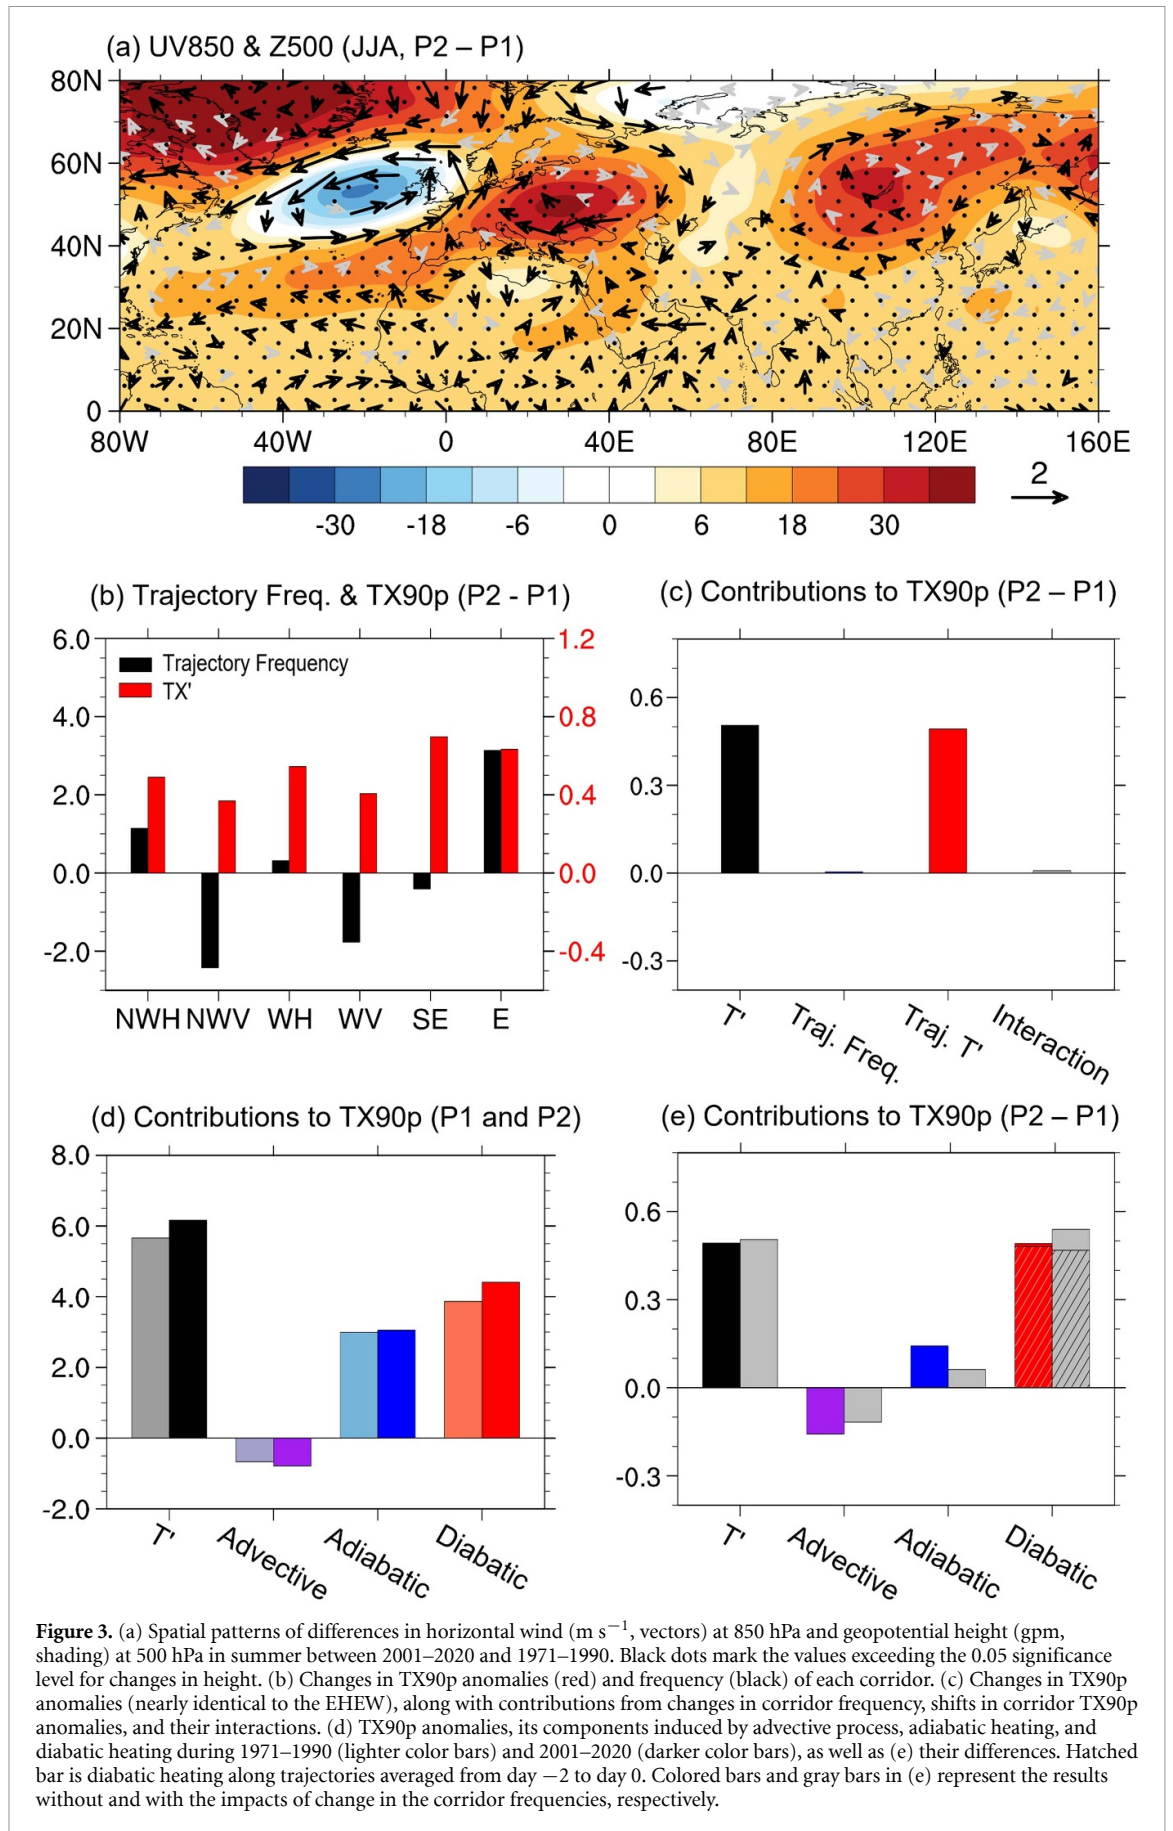 (a) UV850 & Z500 (JJA, P2 – P1)
80N
60N
40N
20N
0
80W 40W 0 40E 80E 120E 160E
-30 -18 -6 0 6 18 30
2
(b) Trajectory Freq. & TX90p (P2 - P1)
6.0
4.0
2.0
0.0
-2.0
Trajectory Frequency
TX'
1.2
0.8
0.4
0.0
-0.4
NWH NWV WH WV SE E
(c) Contributions to TX90p (P2 – P1)
0.6
0.3
0.0
-0.3
T'
Traj. Freq.
Traj. T'
Interaction
(d) Contributions to TX90p (P1 and P2)
8.0
6.0
4.0
2.0
0.0
-2.0
T'
Advective
Adiabatic
Diabatic
(e) Contributions to TX90p (P2 – P1)
0.6
0.3
0.0
-0.3
T'
Advective
Adiabatic
Diabatic
Figure 3. (a) Spatial patterns of differences in horizontal wind (m s⁻¹, vectors) at 850 hPa and geopotential height (gpm,
shading) at 500 hPa in summer between 2001–2020 and 1971–1990. Black dots mark the values exceeding the 0.05 significance
level for changes in height. (b) Changes in TX90p anomalies (red) and frequency (black) of each corridor. (c) Changes in TX90p
anomalies (nearly identical to the EHEW), along with contributions from changes in corridor frequency, shifts in corridor TX90p
anomalies, and their interactions. (d) TX90p anomalies, its components induced by advective process, adiabatic heating, and
diabatic heating during 1971–1990 (lighter color bars) and 2001–2020 (darker color bars), as well as (e) their differences. Hatched
bar is diabatic heating along trajectories averaged from day −2 to day 0. Colored bars and gray bars in (e) represent the results
without and with the impacts of change in the corridor frequencies, respectively.